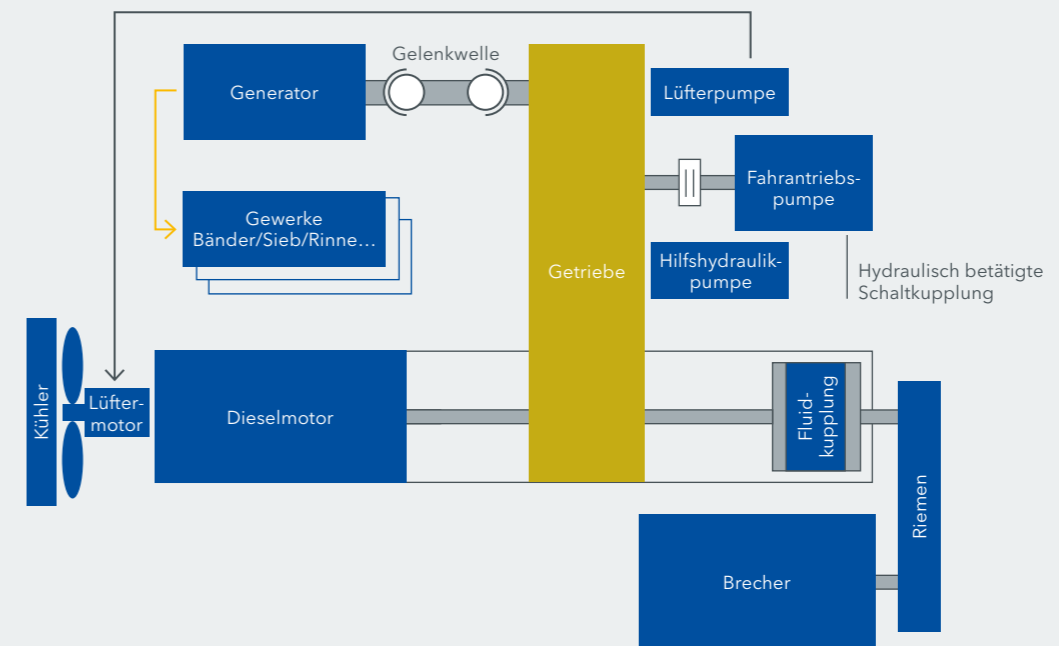 Gelenkwelle
Generator
Lüfterpumpe
Fahrantriebs-
pumpe
Gewerke
Bänder/Sieb/Rinne…
Getriebe
Hilfshydraulik-
pumpe
Hydraulisch betätigte
Schaltkupplung
Kühler
Lüfter-
motor
Dieselmotor
Fluid-
kupplung
Riemen
Brecher